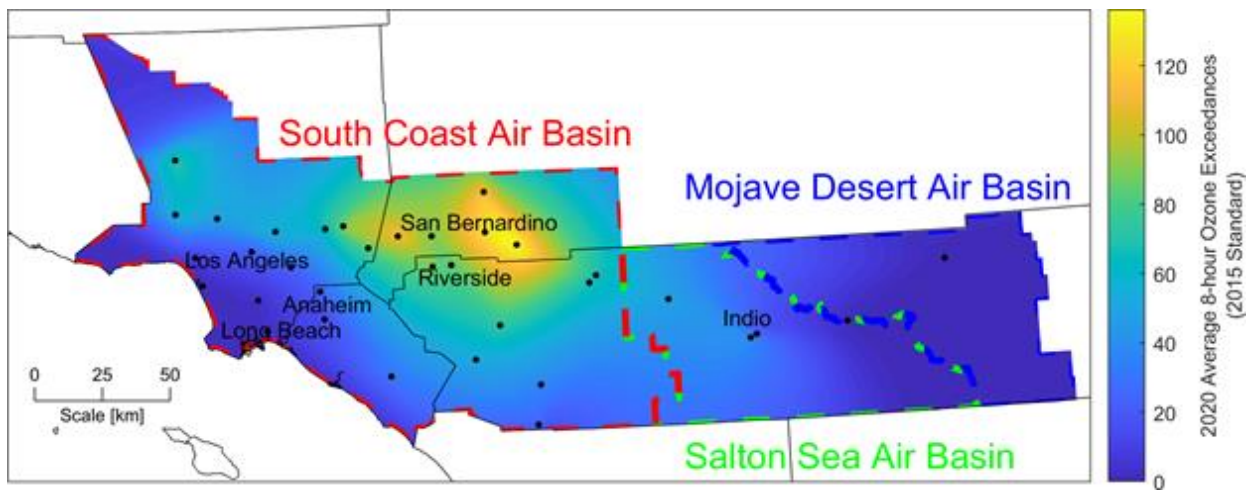 South Coast Air Basin
Mojave Desert Air Basin
San Bernardino
Los Angeles
Riverside
Anaheim
Indio
Long Beach
0 25 50
Scale [km]
Salton Sea Air Basin
120
100
80
60
40
20
0
2020 Average 8-hour Ozone Exceedances
(2015 Standard)